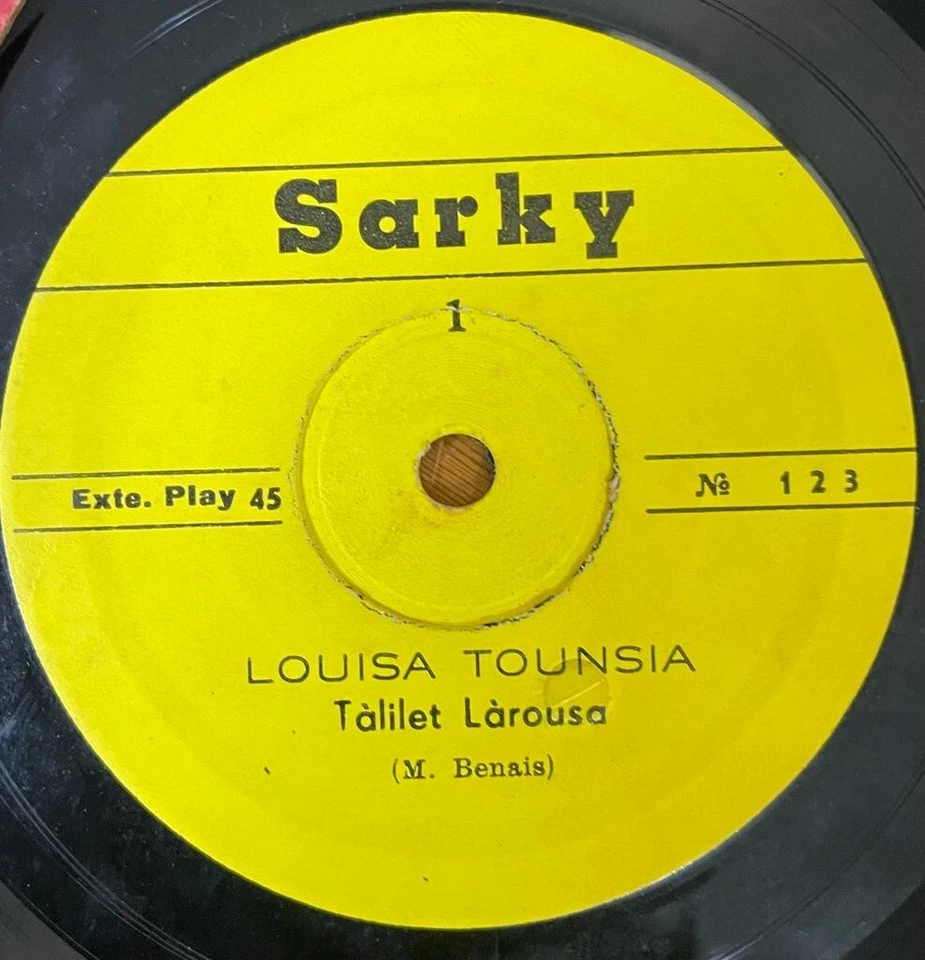 Sarky
1
Exte. Play 45
№ 123
LOUISA TOUNSIA
Tàlilet Làrousa
(M. Benais)